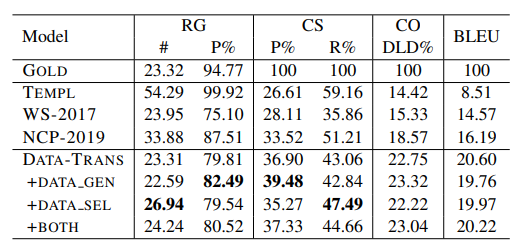 Model RG CS CO BLEU
# P% P% R% DLD%
GOLD 23.32 94.77 100 100 100 100
TEMPL 54.29 99.92 26.61 59.16 14.42 8.51
WS-2017 23.95 75.10 28.11 35.86 15.33 14.57
NCP-2019 33.88 87.51 33.52 51.21 18.57 16.19
DATA-TRANS 23.31 79.81 36.90 43.06 22.75 20.60
+DATA_GEN 22.59 82.49 39.48 42.84 23.32 19.76
+DATA_SEL 26.94 79.54 35.27 47.49 22.22 19.97
+BOTH 24.24 80.52 37.33 44.66 23.04 20.22